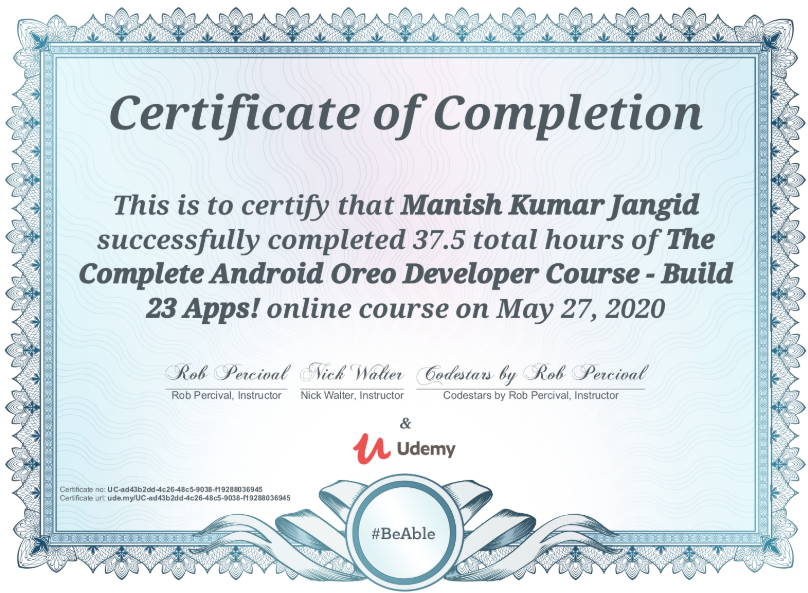 Certificate of Completion
This is to certify that Manish Kumar Jangid
successfully completed 37.5 total hours of The
Complete Android Oreo Developer Course - Build
23 Apps! online course on May 27, 2020
Rob Percival Nick Walter Codestars by Rob Percival
Rob Percival, Instructor Nick Walter, Instructor Codestars by Rob Percival, Instructor
&
Udemy
Certificate no: UC-ad43b2dd-4c26-48c5-9038-f19288036945
Certificate url: ude.my/UC-ad43b2dd-4c26-48c5-9038-f19288036945
#BeAble